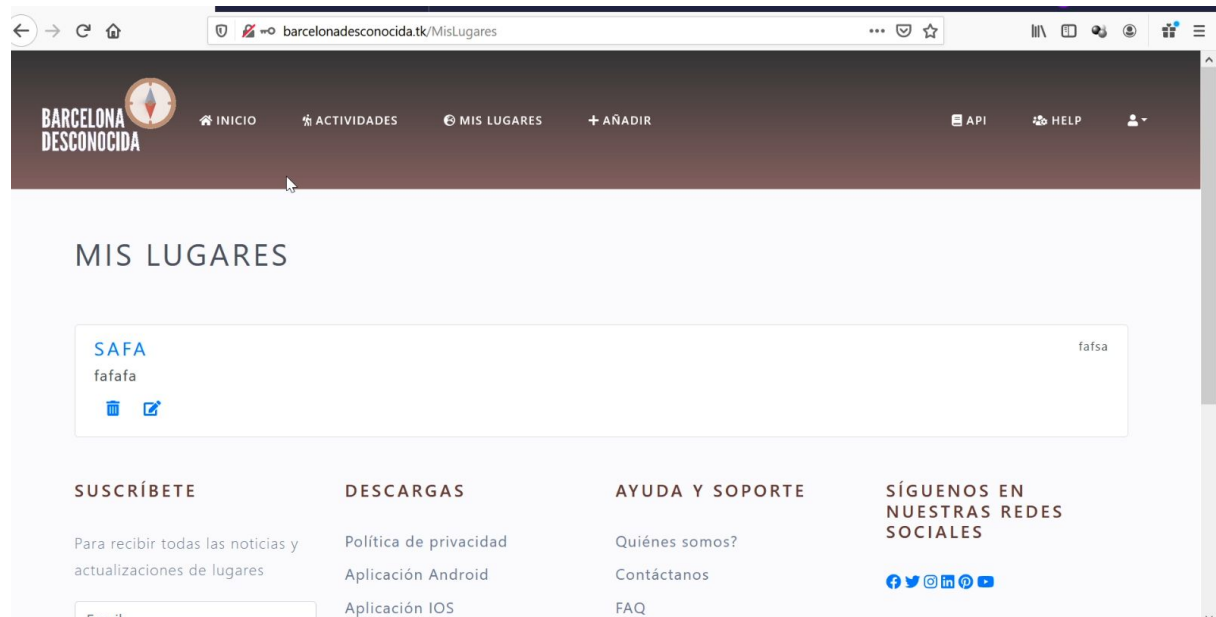 barcelonadesconocida.tk/MisLugares
BARCELONA
DESCONOCIDA
INICIO
ACTIVIDADES
MIS LUGARES
AÑADIR
API
HELP
MIS LUGARES
SAFA
fafsa
fafafa
SUSCRÍBETE
Para recibir todas las noticias y
actualizaciones de lugares
DESCARGAS
Política de privacidad
Aplicación Android
Aplicación IOS
AYUDA Y SOPORTE
Quiénes somos?
Contáctanos
FAQ
SÍGUENOS EN
NUESTRAS REDES
SOCIALES